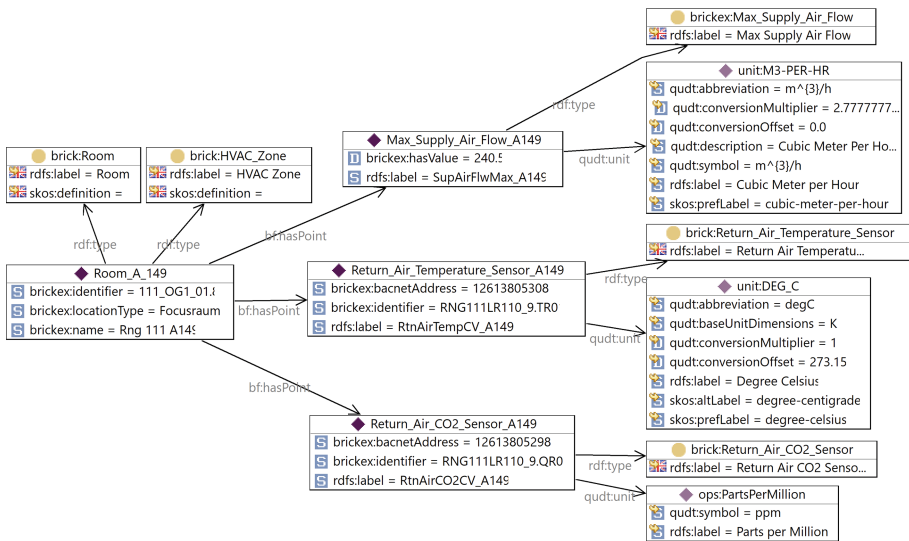 brickex:Max_Supply_Air_Flow
rdfs:label = Max Supply Air Flow
unit:M3-PER-HR
qudt:abbreviation = m^{3}/h
qudt:conversionMultiplier = 2.7777777...
qudt:conversionOffset = 0.0
qudt:description = Cubic Meter Per Ho...
qudt:symbol = m^{3}/h
rdfs:label = Cubic Meter per Hour
skos:prefLabel = cubic-meter-per-hour
rdf:type
qudt:unit
Max_Supply_Air_Flow_A149
brickex:hasValue = 240.5
rdfs:label = SupAirFlwMax_A149
brick:Room
rdfs:label = Room
skos:definition =
brick:HVAC_Zone
rdfs:label = HVAC Zone
skos:definition =
rdf:type
rdf:type
bf:hasPoint
Room_A_149
brickex:identifier = 111_OG1_01.
brickex:locationType = Focusraum
brickex:name = Rng 111 A149
bf:hasPoint
Return_Air_Temperature_Sensor_A149
brickex:bacnetAddress = 12613805308
brickex:identifier = RNG111LR110_9.TR0
rdfs:label = RtnAirTempCV_A149
rdf:type
qudt:unit
brick:Return_Air_Temperature_Sensor
rdfs:label = Return Air Temperatu...
unit:DEG_C
qudt:abbreviation = degC
qudt:baseUnitDimensions = K
qudt:conversionMultiplier = 1
qudt:conversionOffset = 273.15
rdfs:label = Degree Celsius
skos:altLabel = degree-centigrade
skos:prefLabel = degree-celsius
bf:hasPoint
Return_Air_CO2_Sensor_A149
brickex:bacnetAddress = 12613805298
brickex:identifier = RNG111LR110_9.QR0
rdfs:label = RtnAirCO2CV_A149
rdf:type
qudt:unit
brick:Return_Air_CO2_Sensor
rdfs:label = Return Air CO2 Senso...
ops:PartsPerMillion
qudt:symbol = ppm
rdfs:label = Parts per Million